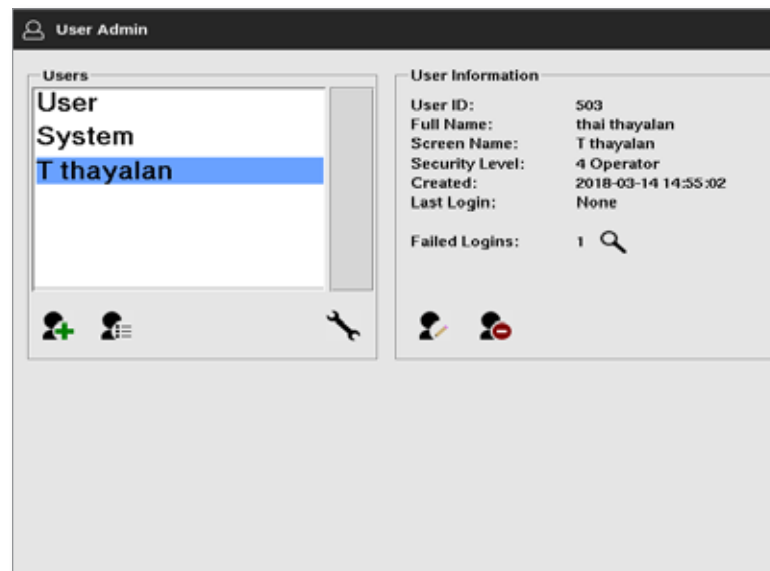 User Admin
Users
User
System
T thayalan
User Information
User ID: 503
Full Name: thai thayalan
Screen Name: T thayalan
Security Level: 4 Operator
Created: 2018-03-14 14:55:02
Last Login: None
Failed Logins: 1